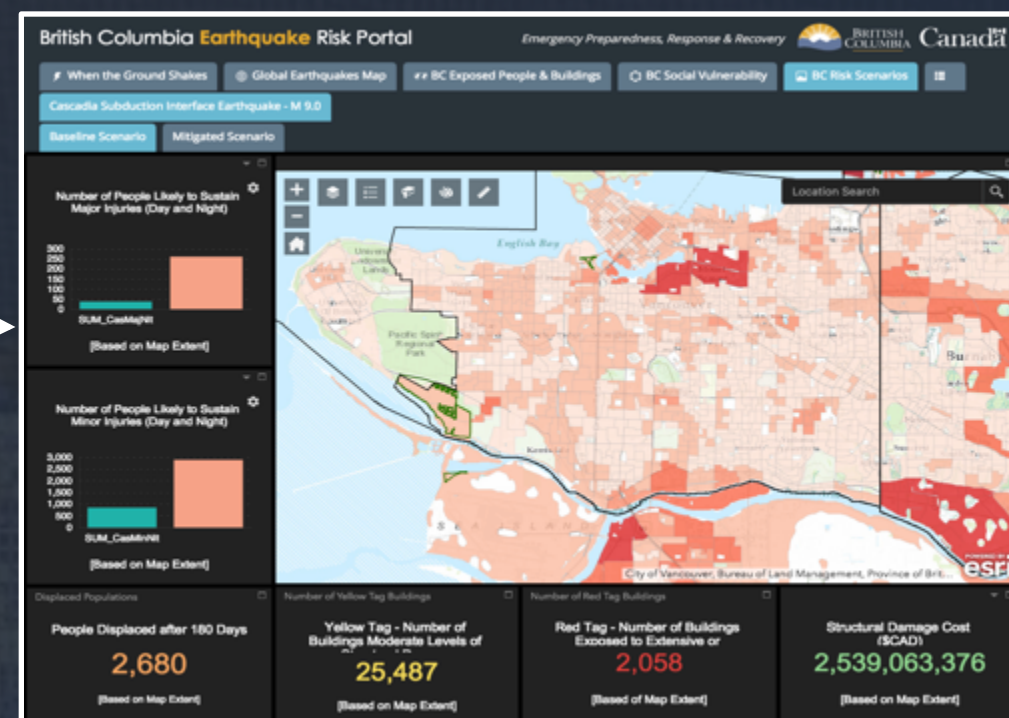 British Columbia Earthquake Risk Portal
Emergency Preparedness, Response & Recovery
BRITISH COLUMBIA
Canada
When the Ground Shakes
Global Earthquakes Map
BC Exposed People & Buildings
BC Social Vulnerability
BC Risk Scenarios
Cascadia Subduction Interface Earthquake - M 9.0
Baseline Scenario
Mitigated Scenario
Number of People Likely to Sustain
Major Injuries (Day and Night)
300
250
200
150
100
50
0
SUM_CasMajNit
[Based on Map Extent]
Number of People Likely to Sustain
Minor Injuries (Day and Night)
3,000
2,500
2,000
1,500
1,000
500
0
SUM_CasMinNit
[Based on Map Extent]
Location Search
English Bay
Lands
Pacific Spirit
Regional
Park
SEA ISLAND
City of Vancouver, Bureau of Land Management, Province of Brit...
POWERED BY
esri
Displaced Populations
People Displaced after 180 Days
2,680
[Based on Map Extent]
Number of Yellow Tag Buildings
Yellow Tag - Number of
Buildings Moderate Levels of
25,487
[Based on Map Extent]
Number of Red Tag Buildings
Red Tag - Number of Buildings
Exposed to Extensive or
2,058
[Based of Map Extent]
Structural Damage Cost
($CAD)
2,539,063,376
[Based on Map Extent]